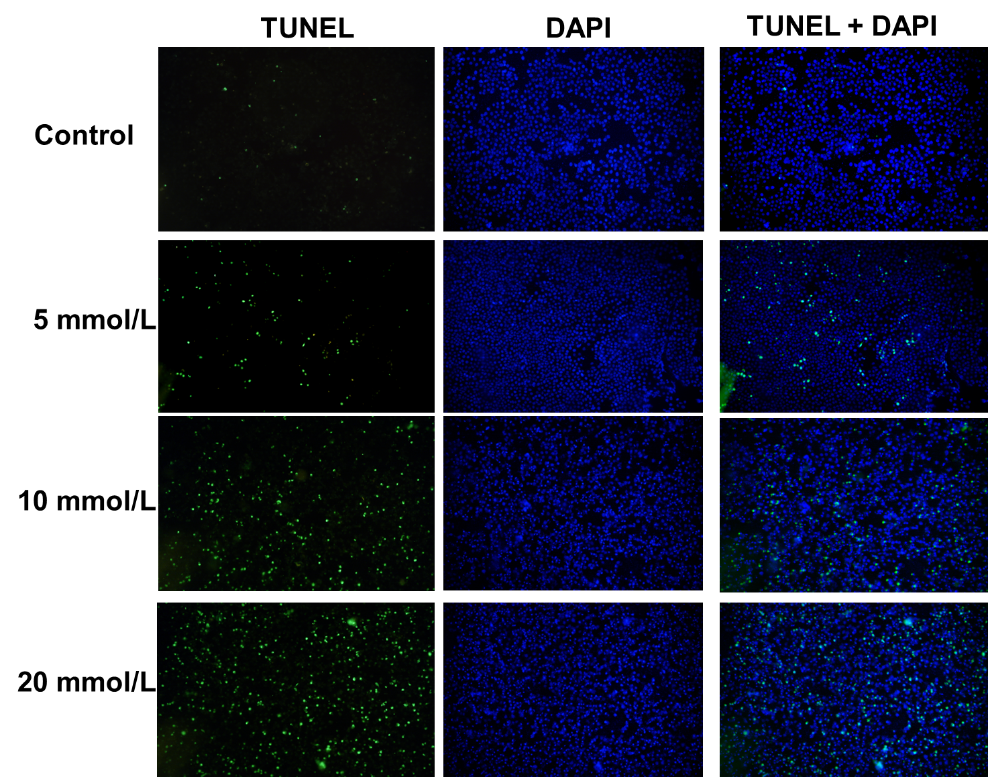 TUNEL DAPI TUNEL + DAPI
Control
5 mmol/L
10 mmol/L
20 mmol/L